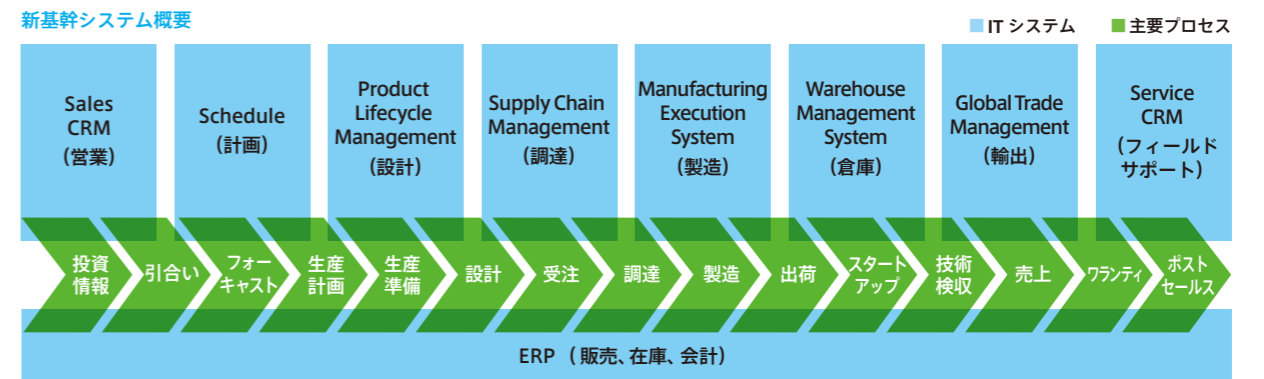 新基幹システム概要
IT システム
主要プロセス
Sales
CRM
(営業)
Schedule
(計画)
Product
Lifecycle
Management
(設計)
Supply Chain
Management
(調達)
Manufacturing
Execution
System
(製造)
Warehouse
Management
System
(倉庫)
Global Trade
Management
(輸出)
Service
CRM
(フィールド
サポート)
投資
情報
引合い
フォー
キャスト
生産
計画
生産
準備
設計
受注
調達
製造
出荷
スタート
アップ
技術
検収
売上
ワランティ
ポスト
セールス
ERP (販売、在庫、会計)